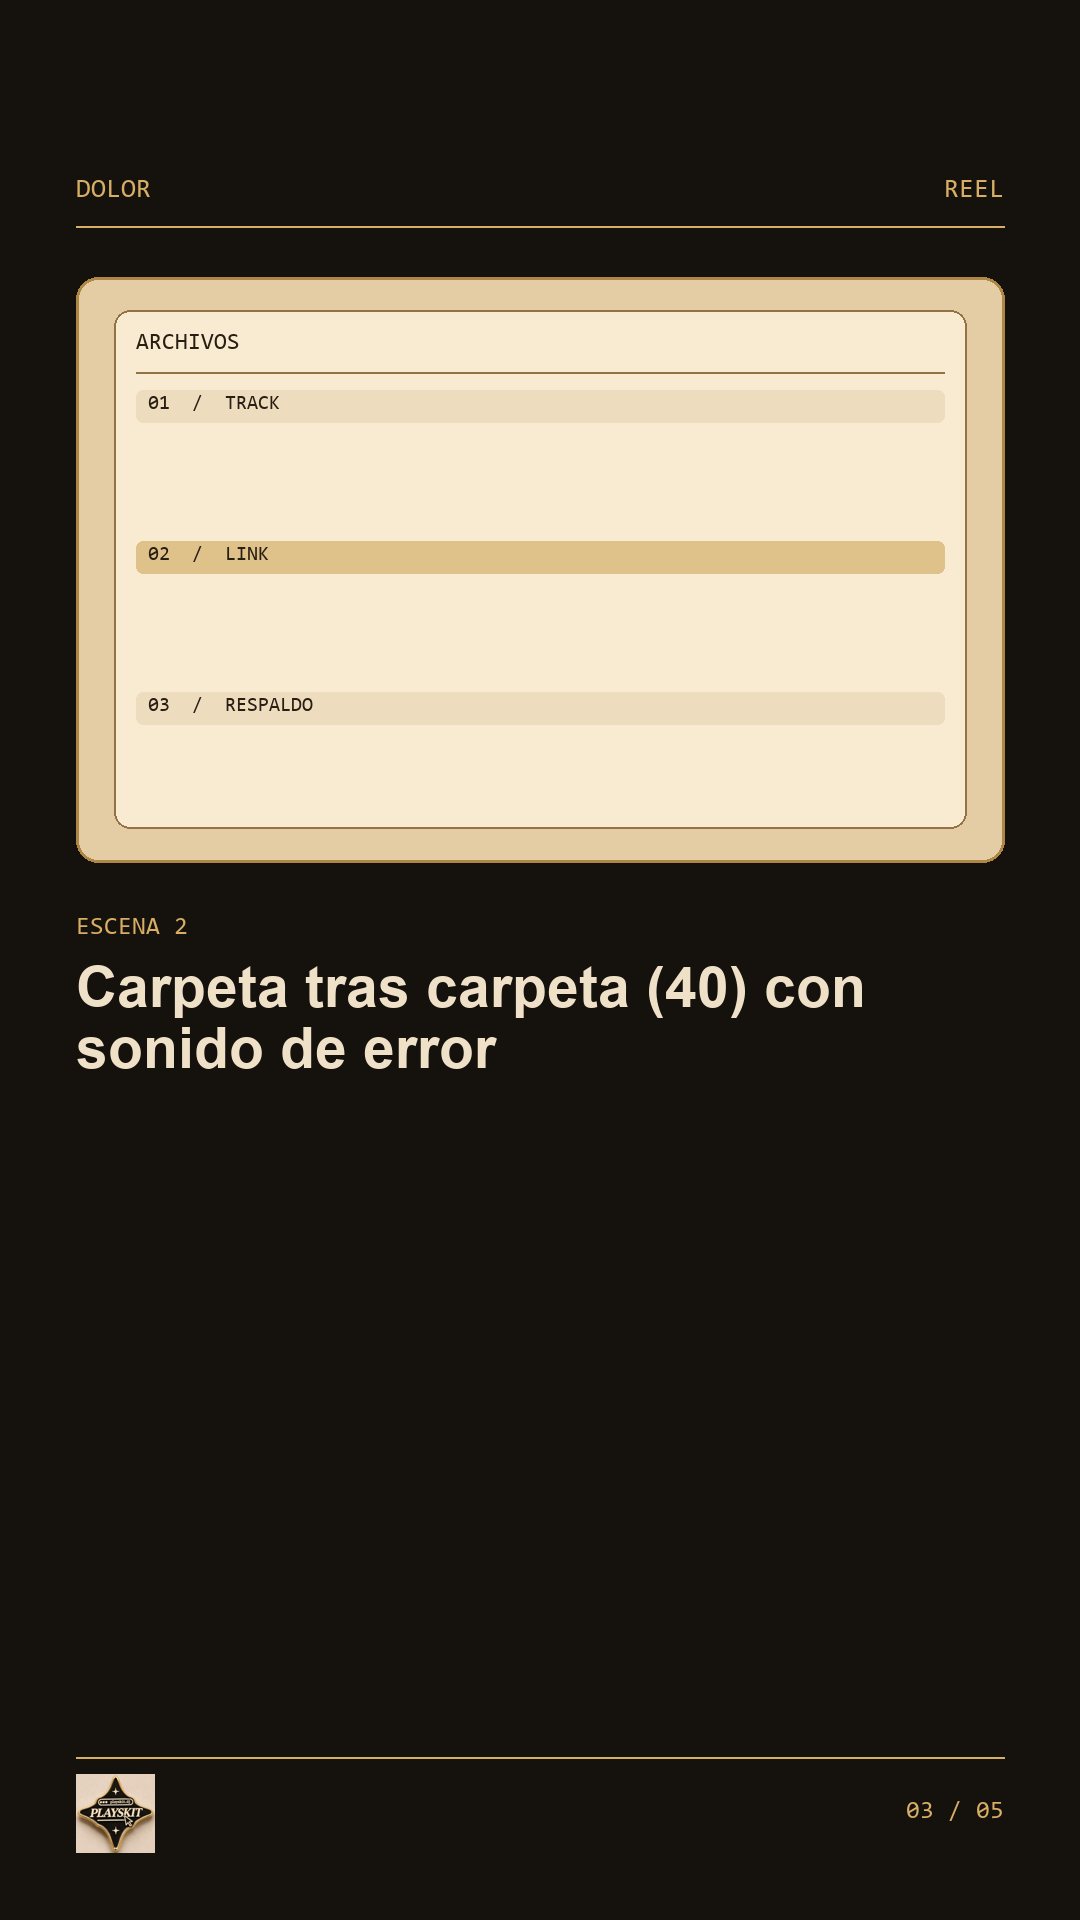 DOLOR
REEL
ARCHIVOS
01 / TRACK
02 / LINK
03 / RESPALDO
ESCENA 2
Carpeta tras carpeta (40) con
sonido de error
PLAYSKIT
03 / 05